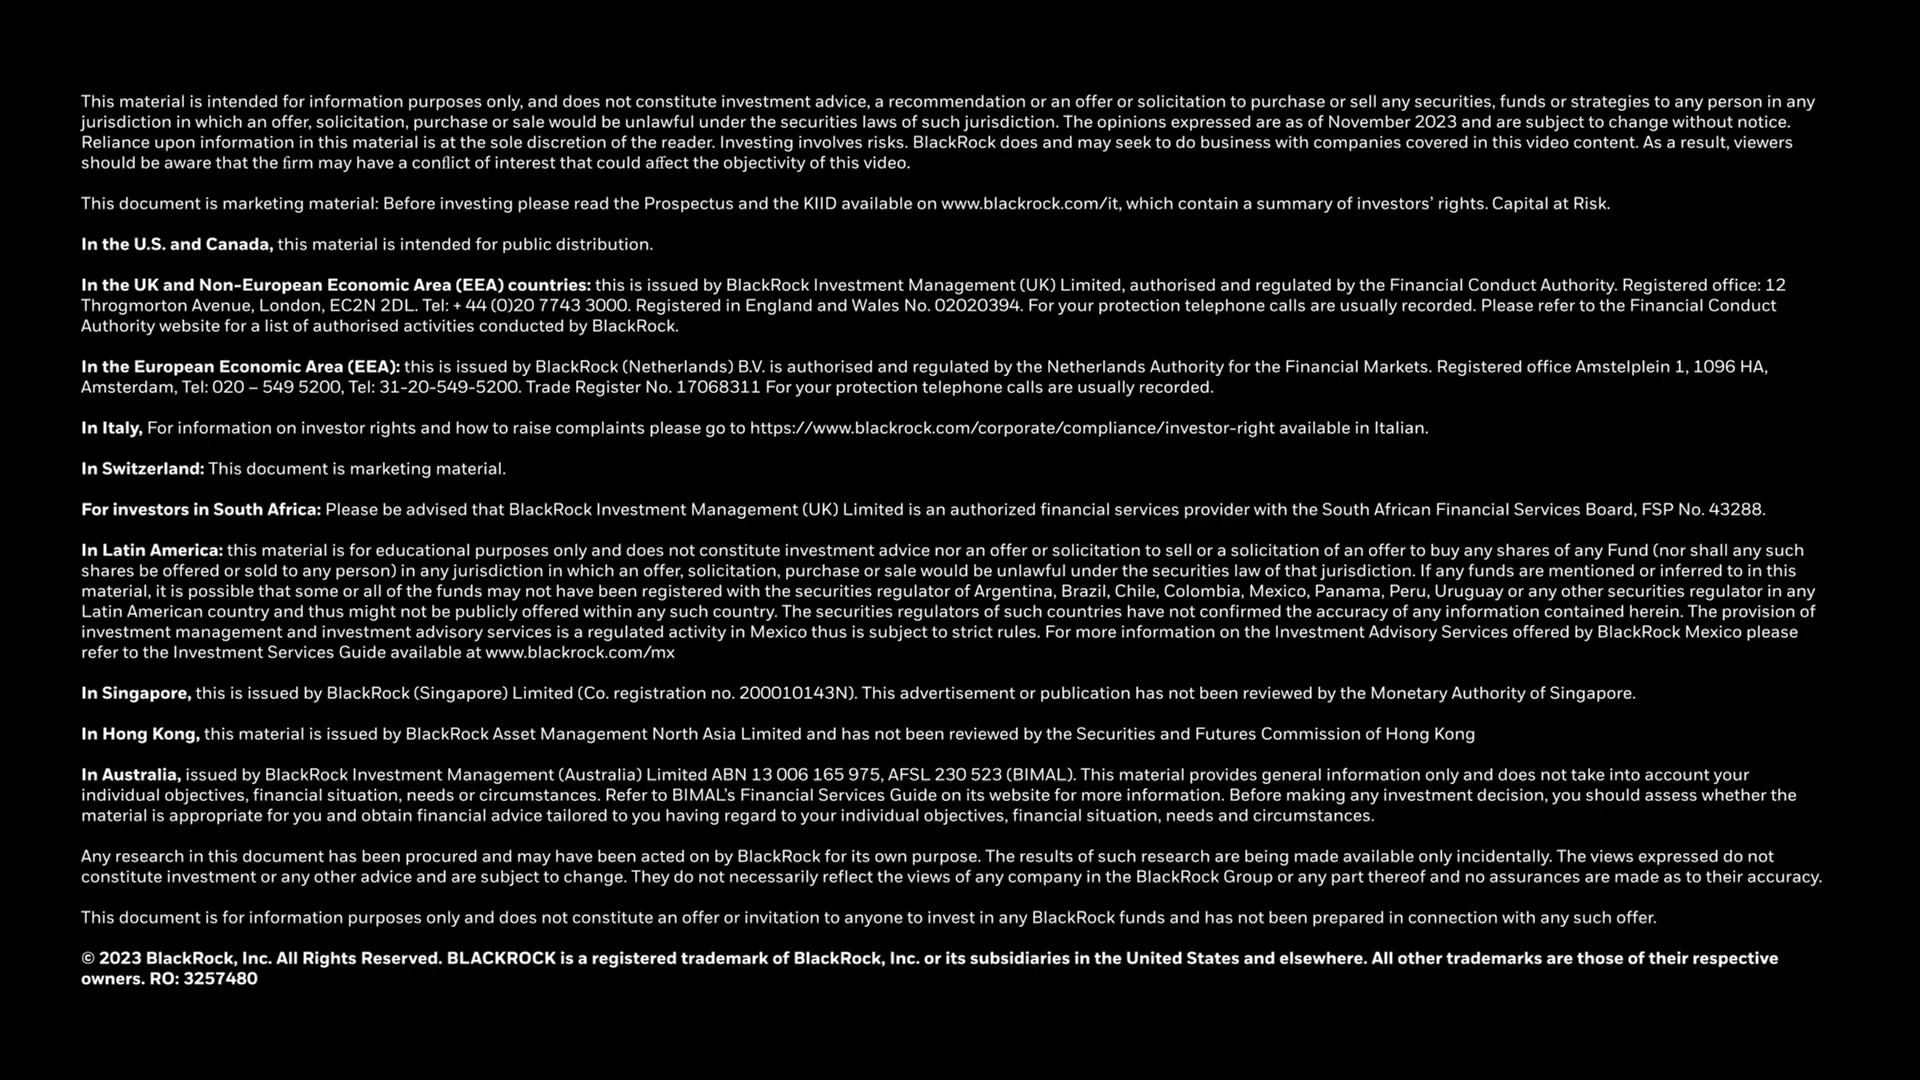 This material is intended for information purposes only, and does not constitute investment advice, a recommendation or an offer or solicitation to purchase or sell any securities, funds or strategies to any person in any
jurisdiction in which an offer, solicitation, purchase or sale would be unlawful under the securities laws of such jurisdiction. The opinions expressed are as of November 2023 and are subject to change without notice.
Reliance upon information in this material is at the sole discretion of the reader. Investing involves risks. BlackRock does and may seek to do business with companies covered in this video content. As a result, viewers
should be aware that the firm may have a conflict of interest that could affect the objectivity of this video.
This document is marketing material: Before investing please read the Prospectus and the KIID available on www.blackrock.com/it, which contain a summary of investors’ rights. Capital at Risk.
In the U.S. and Canada, this material is intended for public distribution.
In the UK and Non-European Economic Area (EEA) countries: this is issued by BlackRock Investment Management (UK) Limited, authorised and regulated by the Financial Conduct Authority. Registered office: 12
Throgmorton Avenue, London, EC2N 2DL. Tel: + 44 (0)20 7743 3000. Registered in England and Wales No. 02020394. For your protection telephone calls are usually recorded. Please refer to the Financial Conduct
Authority website for a list of authorised activities conducted by BlackRock.
In the European Economic Area (EEA): this is issued by BlackRock (Netherlands) B.V. is authorised and regulated by the Netherlands Authority for the Financial Markets. Registered office Amstelplein 1, 1096 HA,
Amsterdam, Tel: 020 – 549 5200, Tel: 31-20-549-5200. Trade Register No. 17068311 For your protection telephone calls are usually recorded.
In Italy, For information on investor rights and how to raise complaints please go to https://www.blackrock.com/corporate/compliance/investor-right available in Italian.
In Switzerland: This document is marketing material.
For investors in South Africa: Please be advised that BlackRock Investment Management (UK) Limited is an authorized financial services provider with the South African Financial Services Board, FSP No. 43288.
In Latin America: this material is for educational purposes only and does not constitute investment advice nor an offer or solicitation to sell or a solicitation of an offer to buy any shares of any Fund (nor shall any such
shares be offered or sold to any person) in any jurisdiction in which an offer, solicitation, purchase or sale would be unlawful under the securities law of that jurisdiction. If any funds are mentioned or inferred to in this
material, it is possible that some or all of the funds may not have been registered with the securities regulator of Argentina, Brazil, Chile, Colombia, Mexico, Panama, Peru, Uruguay or any other securities regulator in any
Latin American country and thus might not be publicly offered within any such country. The securities regulators of such countries have not confirmed the accuracy of any information contained herein. The provision of
investment management and investment advisory services is a regulated activity in Mexico thus is subject to strict rules. For more information on the Investment Advisory Services offered by BlackRock Mexico please
refer to the Investment Services Guide available at www.blackrock.com/mx
In Singapore, this is issued by BlackRock (Singapore) Limited (Co. registration no. 200010143N). This advertisement or publication has not been reviewed by the Monetary Authority of Singapore.
In Hong Kong, this material is issued by BlackRock Asset Management North Asia Limited and has not been reviewed by the Securities and Futures Commission of Hong Kong
In Australia, issued by BlackRock Investment Management (Australia) Limited ABN 13 006 165 975, AFSL 230 523 (BIMAL). This material provides general information only and does not take into account your
individual objectives, financial situation, needs or circumstances. Refer to BIMAL’s Financial Services Guide on its website for more information. Before making any investment decision, you should assess whether the
material is appropriate for you and obtain financial advice tailored to you having regard to your individual objectives, financial situation, needs and circumstances.
Any research in this document has been procured and may have been acted on by BlackRock for its own purpose. The results of such research are being made available only incidentally. The views expressed do not
constitute investment or any other advice and are subject to change. They do not necessarily reflect the views of any company in the BlackRock Group or any part thereof and no assurances are made as to their accuracy.
This document is for information purposes only and does not constitute an offer or invitation to anyone to invest in any BlackRock funds and has not been prepared in connection with any such offer.
© 2023 BlackRock, Inc. All Rights Reserved. BLACKROCK is a registered trademark of BlackRock, Inc. or its subsidiaries in the United States and elsewhere. All other trademarks are those of their respective
owners. RO: 3257480